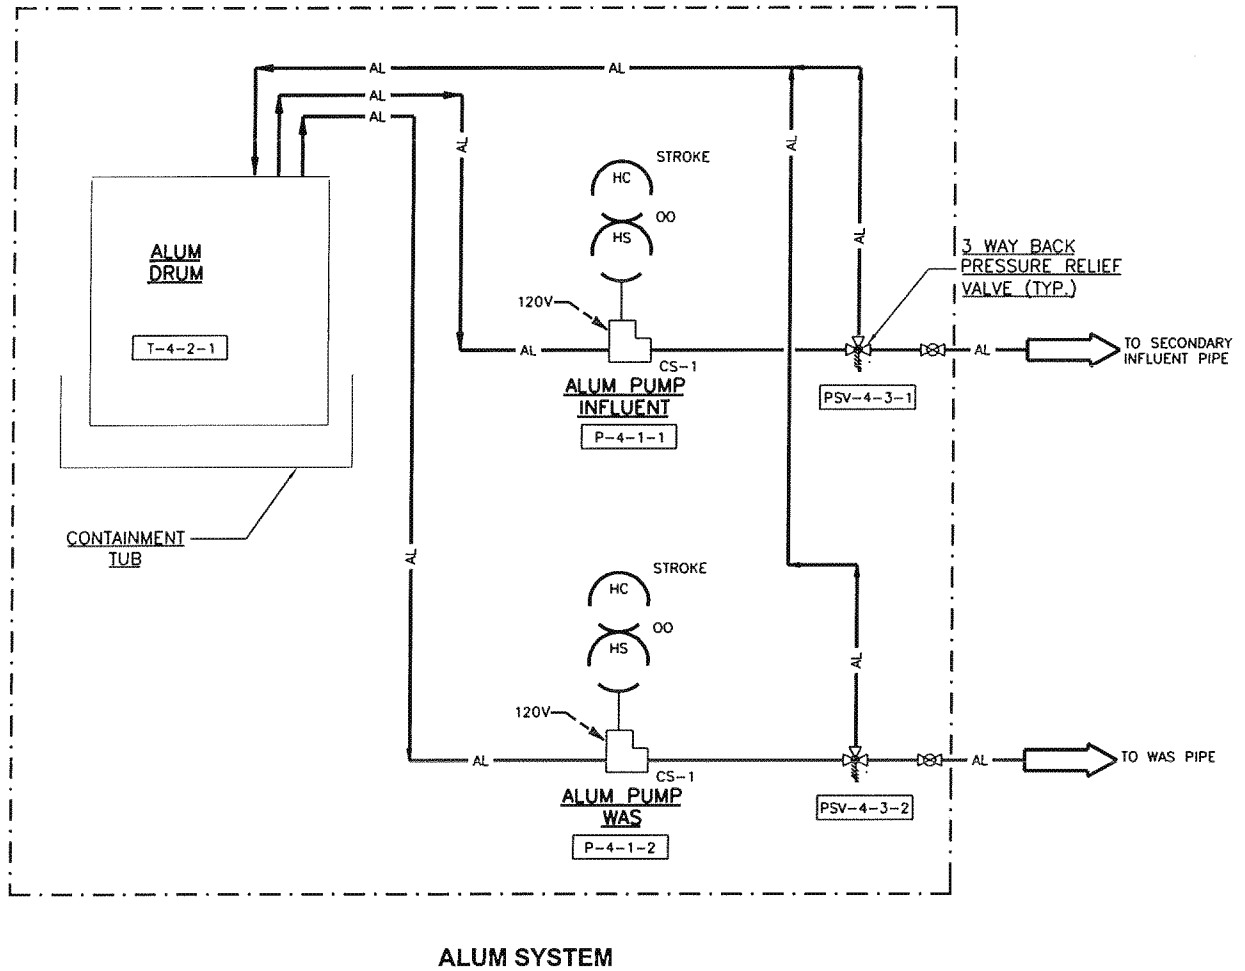 AL
AL
AL
AL
AL
AL
AL
STROKE
HC
OO
HS
AL
3 WAY BACK
PRESSURE RELIEF
VALVE (TYP.)
ALUM
DRUM
120V
T-4-2-1
AL
AL
TO SECONDARY
INFLUENT PIPE
CS-1
ALUM PUMP
INFLUENT
PSV-4-3-1
P-4-1-1
CONTAINMENT
TUB
AL
STROKE
HC
OO
HS
AL
120V
AL
AL
TO WAS PIPE
CS-1
ALUM PUMP
WAS
PSV-4-3-2
P-4-1-2
ALUM SYSTEM